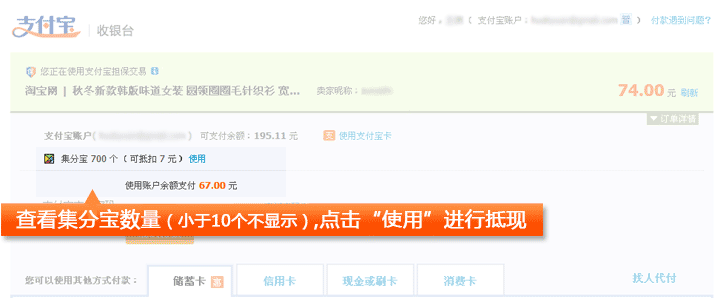 支付宝 | 收银台
您好，（支付宝账户： ） 付款遇到问题？
您正在使用支付宝担保交易
淘宝网 | 秋冬新款韩版味道女装 圆领圈圈毛针织衫 宽... 卖家昵称：
74.00 元 刷新
订单详情
支付宝账户( ) 可支付余额：195.11 元 使用支付宝卡
集分宝 700 个（可抵扣 7 元）使用
使用账户余额支付 67.00 元
查看集分宝数量（小于10个不显示）,点击“使用”进行抵现
您可以使用其他方式付款： 储蓄卡 富 信用卡 现金或刷卡 消费卡 找人代付